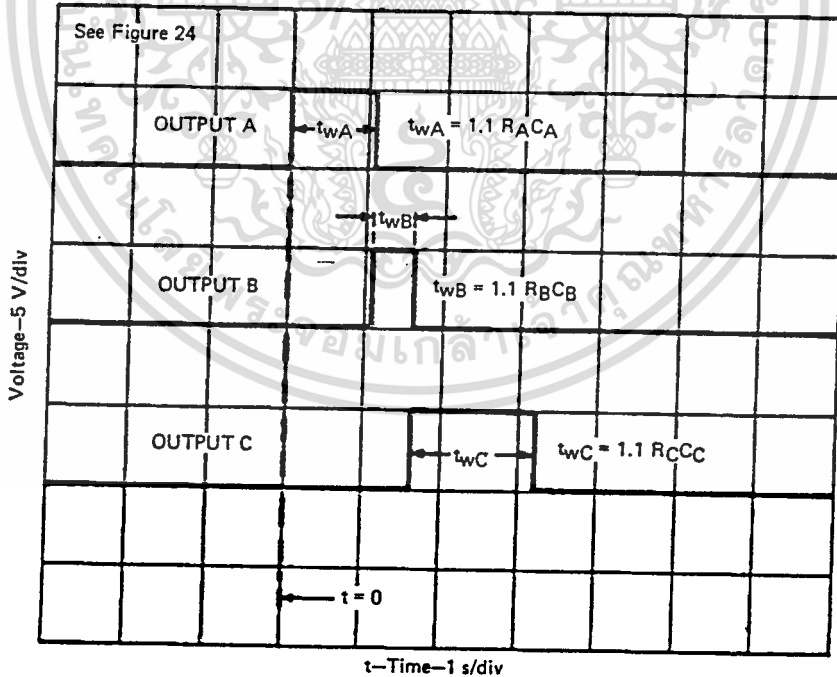 See Figure 24
OUTPUT A
twA
twA = 1.1 RACA
twB
OUTPUT B
twB = 1.1 RBCB
OUTPUT C
twC
twC = 1.1 RCCC
t = 0
Voltage–5 V/div
t–Time–1 s/div